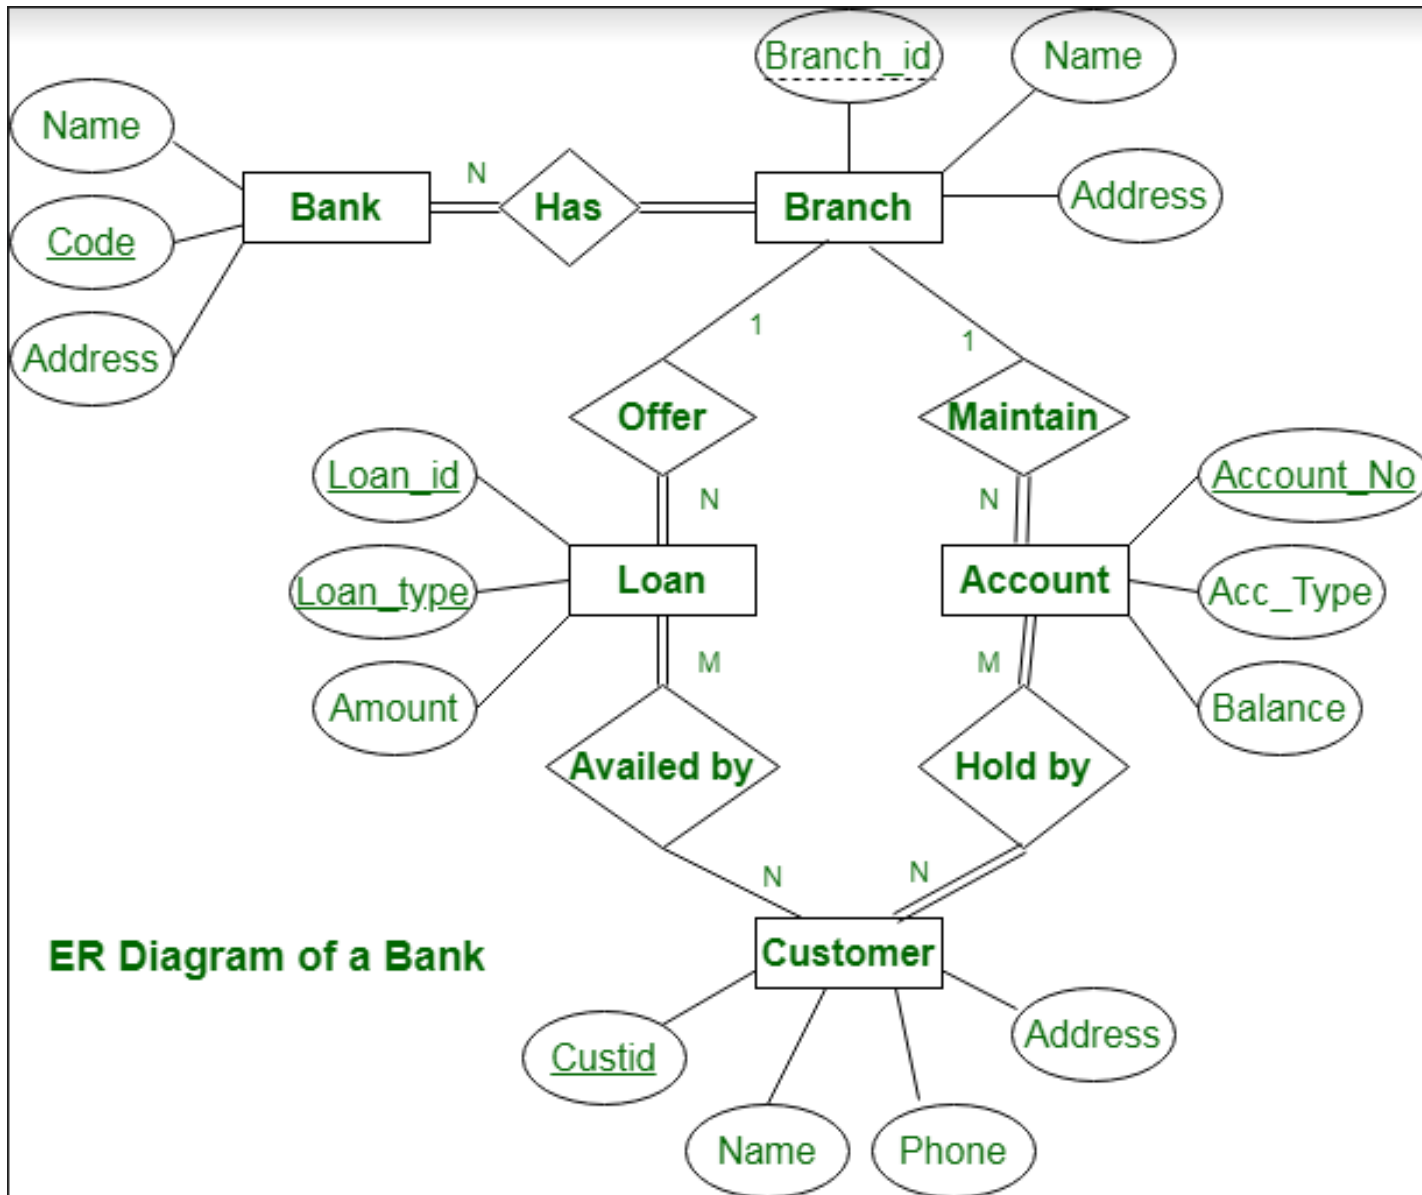 Branch_id
Name
Name
Bank
N
Has
Branch
Address
Code
Address
1
1
Offer
Maintain
Loan_id
N
N
Account_No
Loan
Account
Loan_type
Acc_Type
M
M
Amount
Balance
Availed by
Hold by
N
N
ER Diagram of a Bank
Customer
Custid
Address
Name
Phone